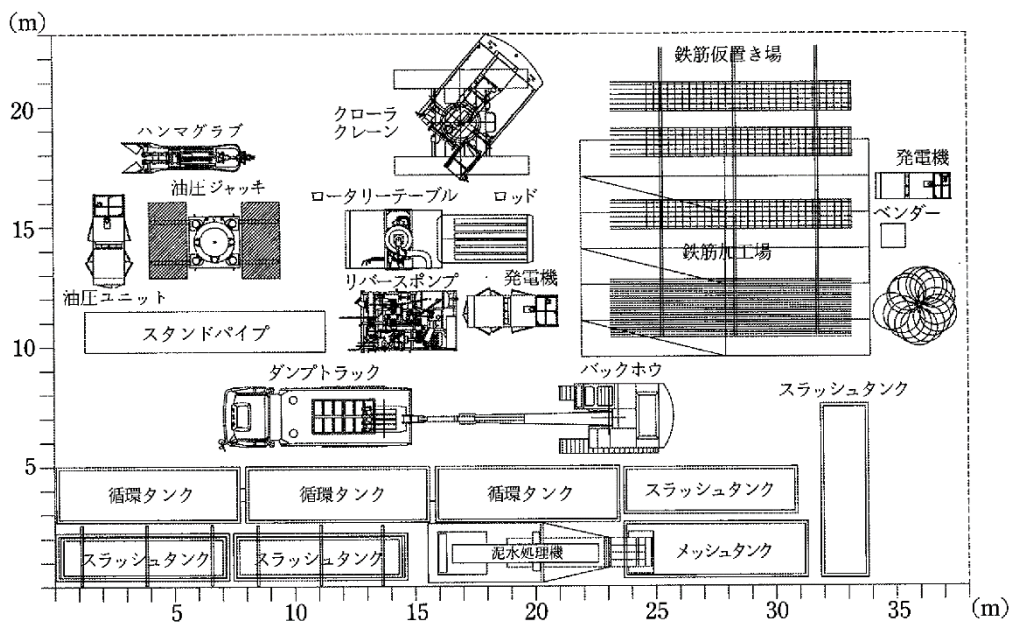 (m)
鉄筋仮置き場
20
クローラ
クレーン
ハンマグラブ
発電機
油圧ジャッキ
ロータリーテーブル
ロッド
ベンダー
15
鉄筋加工場
リバースポンプ
発電機
油圧ユニット
スタンドパイプ
10
ダンプトラック
バックホウ
スラッシュタンク
5
循環タンク
循環タンク
循環タンク
スラッシュタンク
スラッシュタンク
スラッシュタンク
泥水処理機
メッシュタンク
5
10
15
20
25
30
35
(m)